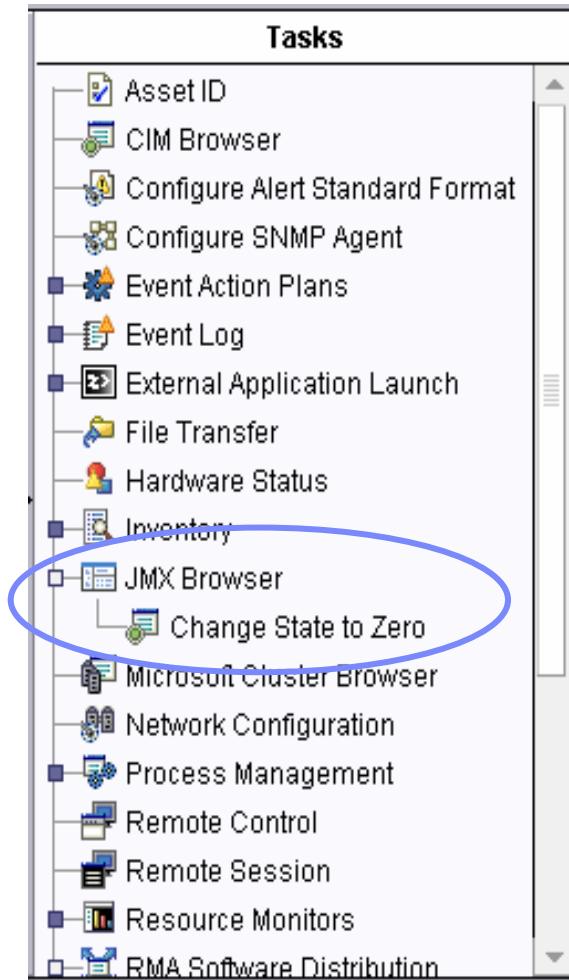 Tasks
Asset ID
CIM Browser
Configure Alert Standard Format
Configure SNMP Agent
Event Action Plans
Event Log
External Application Launch
File Transfer
Hardware Status
Inventory
JMX Browser
Change State to Zero
Microsoft Cluster Browser
Network Configuration
Process Management
Remote Control
Remote Session
Resource Monitors
RMA Software Distribution